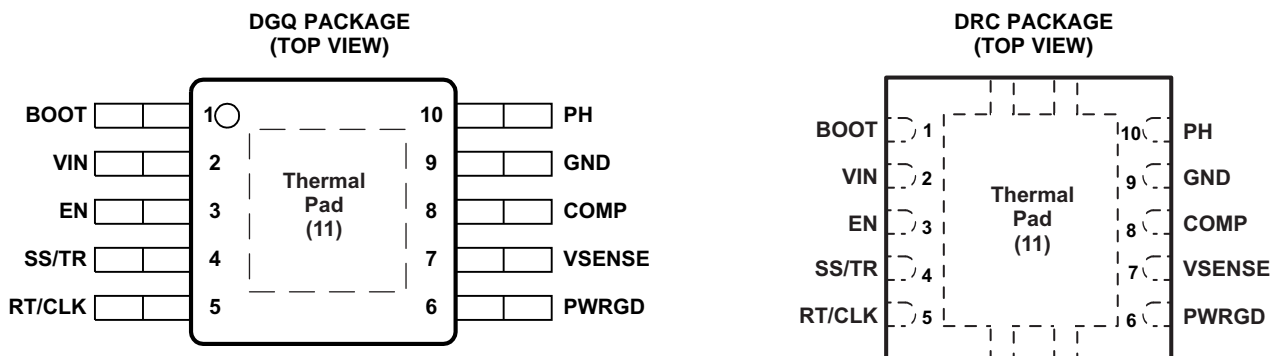 DGQ PACKAGE
(TOP VIEW)
BOOT 1 10 PH
VIN 2 9 GND
EN 3 8 COMP
SS/TR 4 7 VSENSE
RT/CLK 5 6 PWRGD
Thermal
Pad
(11)
DRC PACKAGE
(TOP VIEW)
BOOT 1 10 PH
VIN 2 9 GND
EN 3 8 COMP
SS/TR 4 7 VSENSE
RT/CLK 5 6 PWRGD
Thermal
Pad
(11)